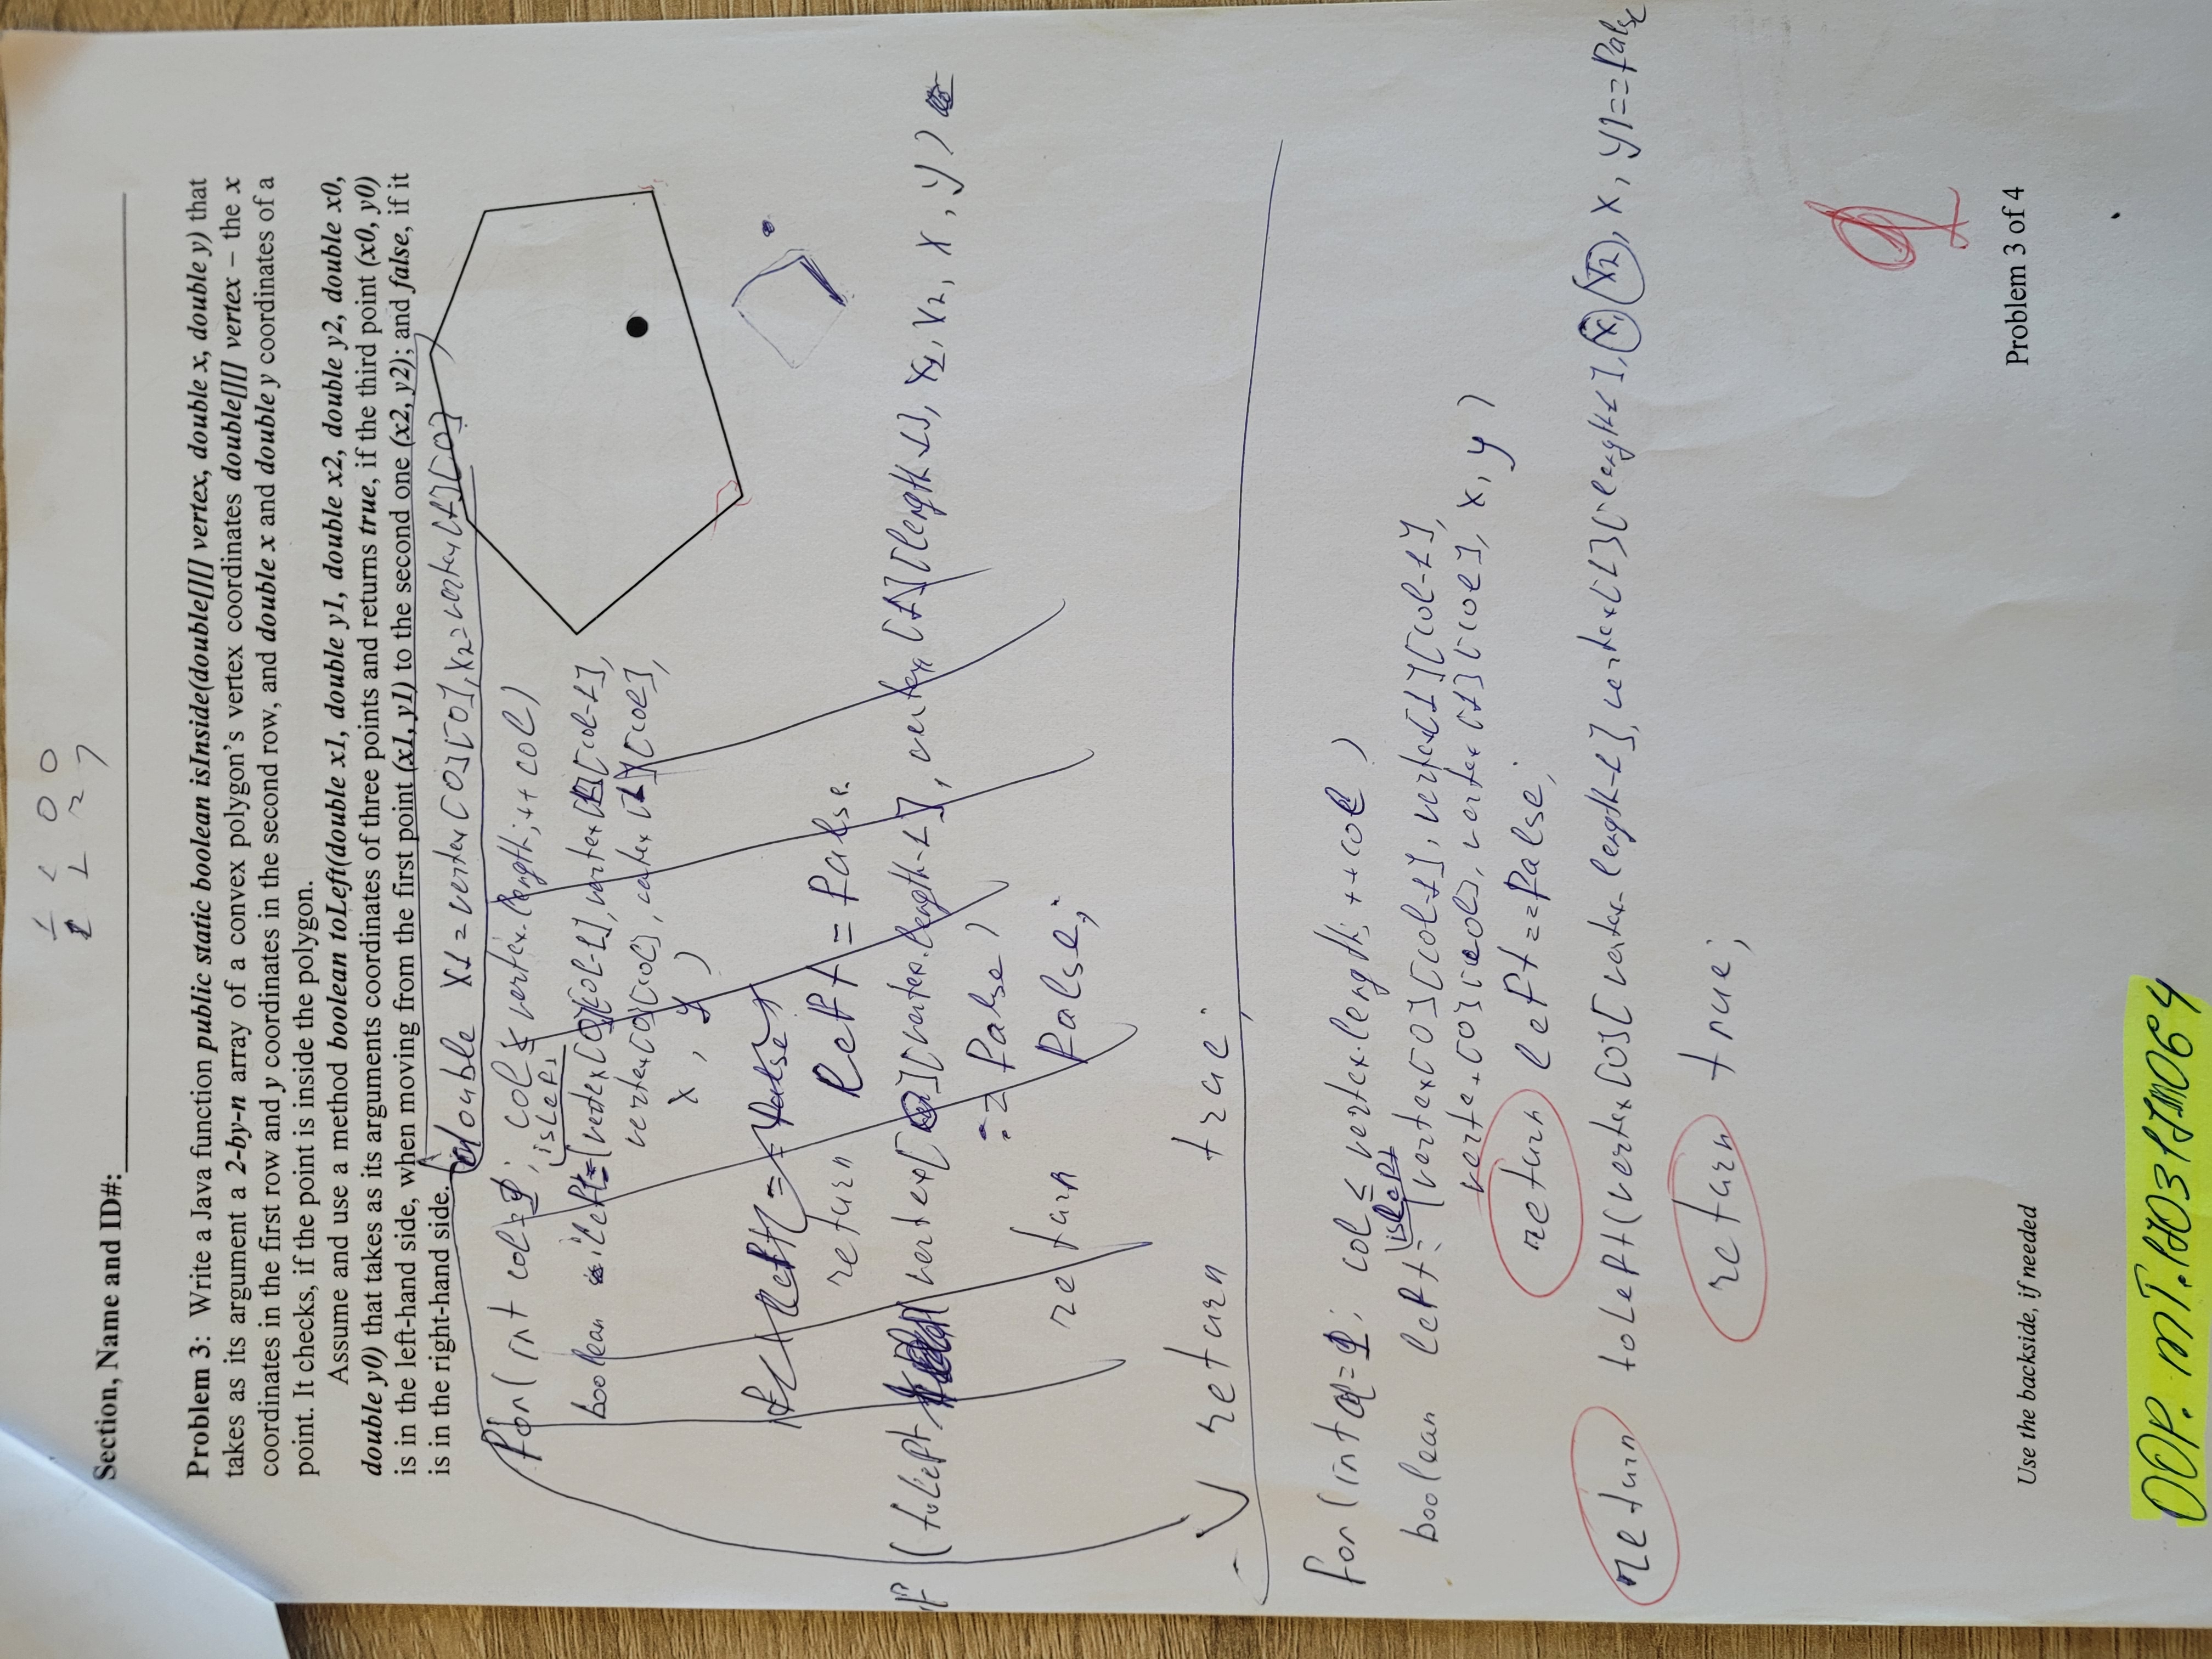 1 1 0 0
1 1 2 7
Section, Name and ID#:
Problem 3: Write a Java function public static boolean isInside(double[][] vertex, double x, double y) that
takes as its argument a 2-by-n array of a convex polygon's vertex coordinates double[][] vertex – the x
coordinates in the first row and y coordinates in the second row, and double x and double y coordinates of a
point. It checks, if the point is inside the polygon.
Assume and use a method boolean toLeft(double x1, double y1, double x2, double y2, double x0,
double y0) that takes as its arguments coordinates of three points and returns true, if the third point (x0, y0)
is in the left-hand side, when moving from the first point (x1, y1) to the second one (x2, y2); and false, if it
is in the right-hand side.
double x1 = vertex[0][0], x2 = vertex[1][0]
for(int col=1; col ≤ vertex.length; ++col)
isLeft
boolean left = (vertex[0][col-1], vertex[1][col-1],
vertex[0][col], vertex[1][col],
x, y)
if(left == false)
return left = false.
if (toLeft(vertex[0][vertex.length-1], vertex[1][length-1], x1, x2, x, y)
== false)
return false;
return true;
for(int col=1; col ≤ vertex.length; ++col)
isLeft
boolean left = (vertex[0][col-1], vertex[1][col-1],
vertex[0][col], vertex[1][col], x, y)
return left==false;
return toLeft(vertex[0][vertex.length-1], vertex[1][length-1], x1, x2, x, y)==false
return true;
Use the backside, if needed
Problem 3 of 4